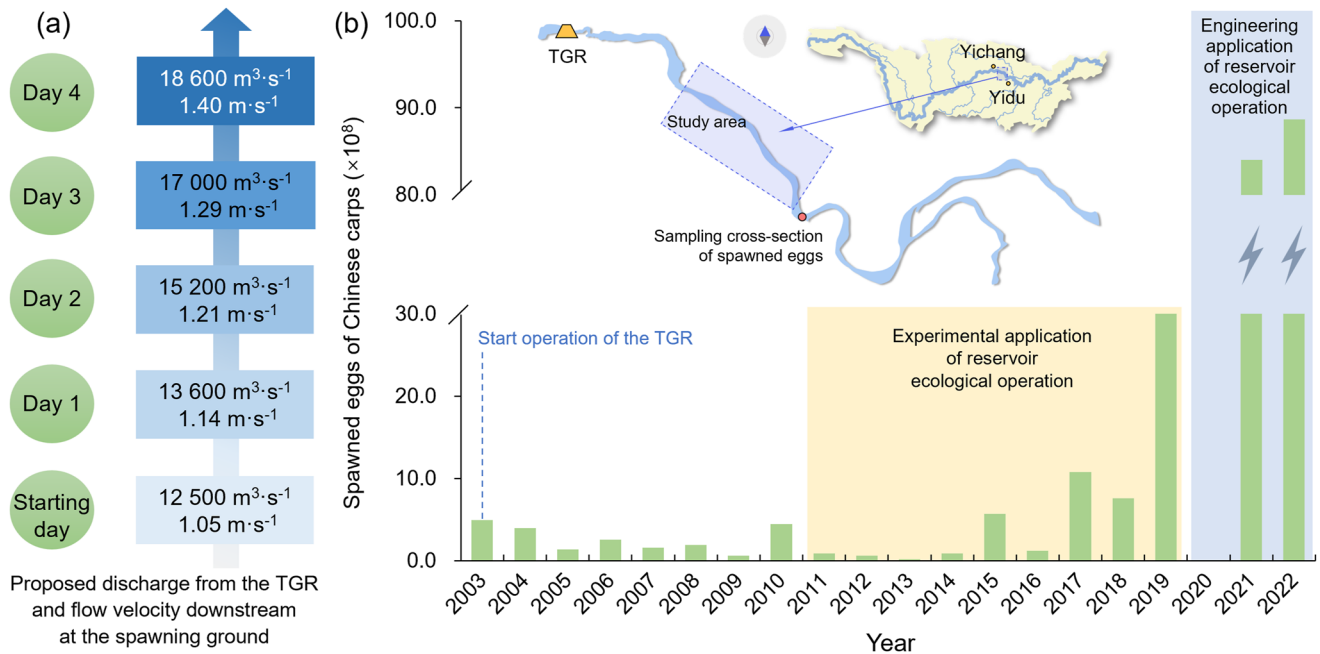 (a)
Day 4
18 600 m³·s⁻¹
1.40 m·s⁻¹
Day 3
17 000 m³·s⁻¹
1.29 m·s⁻¹
Day 2
15 200 m³·s⁻¹
1.21 m·s⁻¹
Day 1
13 600 m³·s⁻¹
1.14 m·s⁻¹
Starting
day
12 500 m³·s⁻¹
1.05 m·s⁻¹
Proposed discharge from the TGR
and flow velocity downstream
at the spawning ground
(b)
Spawned eggs of Chinese carps (×10⁸)
100.0
90.0
80.0
30.0
20.0
10.0
0.0
TGR
Study area
Yichang
Yidu
Sampling cross-section
of spawned eggs
Engineering
application
of reservoir
ecological
operation
Start operation of the TGR
Experimental application
of reservoir
ecological operation
2003
2004
2005
2006
2007
2008
2009
2010
2011
2012
2013
2014
2015
2016
2017
2018
2019
2020
2021
2022
Year